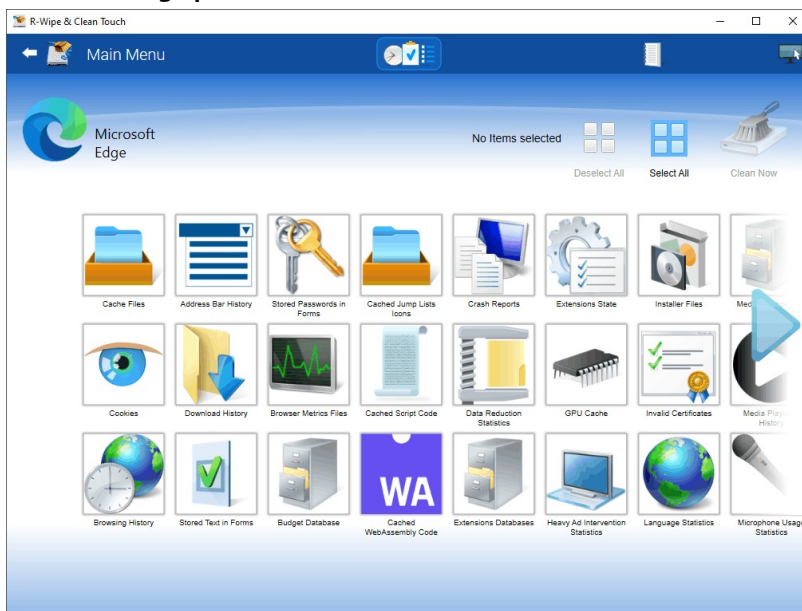 R-Wipe & Clean Touch
Main Menu
Microsoft
Edge
No Items selected
Deselect All
Select All
Clean Now
Cache Files
Address Bar History
Stored Passwords in
Forms
Cached Jump Lists
Icons
Crash Reports
Extensions State
Installer Files
Cookies
Download History
Browser Metrics Files
Cached Script Code
Data Reduction
Statistics
GPU Cache
Invalid Certificates
Media
History
Browsing History
Stored Text in Forms
Budget Database
WA
Cached
WebAssembly Code
Extensions Databases
Heavy Ad Intervention
Statistics
Language Statistics
Microphone Usage
Statistics